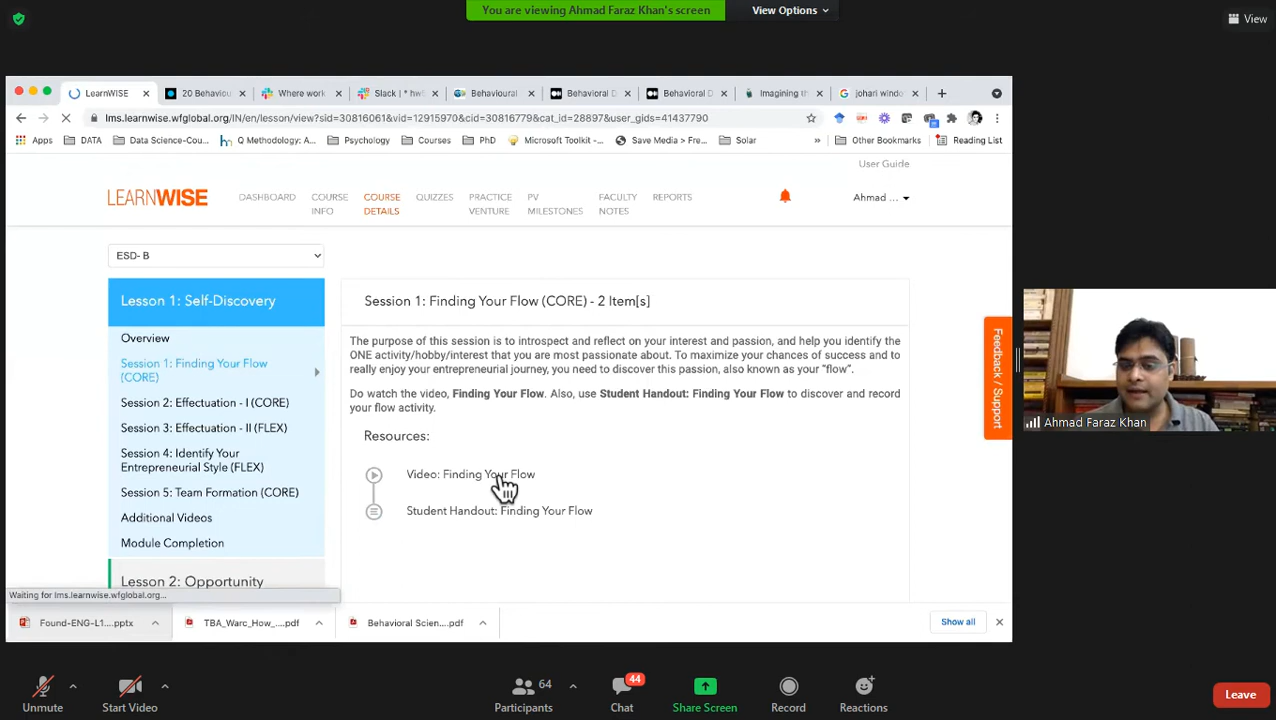 You are viewing Ahmad Faraz Khan's screen
View Options
View
LearnWISE
20 Behaviou
Where work
Slack | * hw
Behavioural
Behavioral D
Behavioral D
Imagining th
johari windo
lms.learnwise.wfglobal.org/IN/en/lesson/view?sid=30816061&vid=12915970&cid=30816779&cat_id=28897&user_gids=41437790
Apps
DATA
Data Science-Cou...
Q Methodology: A...
Psychology
Courses
PhD
Microsoft Toolkit -...
Save Media > Fre...
Solar
»
Other Bookmarks
Reading List
User Guide
LEARNWISE
DASHBOARD
COURSE INFO
COURSE DETAILS
QUIZZES
PRACTICE VENTURE
PV MILESTONES
FACULTY NOTES
REPORTS
Ahmad ...
ESD- B
Lesson 1: Self-Discovery
Overview
Session 1: Finding Your Flow
(CORE)
Session 2: Effectuation - I (CORE)
Session 3: Effectuation - II (FLEX)
Session 4: Identify Your
Entrepreneurial Style (FLEX)
Session 5: Team Formation (CORE)
Additional Videos
Module Completion
Lesson 2: Opportunity
Session 1: Finding Your Flow (CORE) - 2 Item[s]
The purpose of this session is to introspect and reflect on your interest and passion, and help you identify the
ONE activity/hobby/interest that you are most passionate about. To maximize your chances of success and to
really enjoy your entrepreneurial journey, you need to discover this passion, also known as your "flow".
Do watch the video, Finding Your Flow. Also, use Student Handout: Finding Your Flow to discover and record
your flow activity.
Resources:
Video: Finding Your Flow
Student Handout: Finding Your Flow
Feedback / Support
Ahmad Faraz Khan
Waiting for lms.learnwise.wfglobal.org...
Found-ENG-L1....pptx
TBA_Warc_How_....pdf
Behavioral Scien....pdf
Show all
Unmute
Start Video
64
Participants
44
Chat
Share Screen
Record
Reactions
Leave